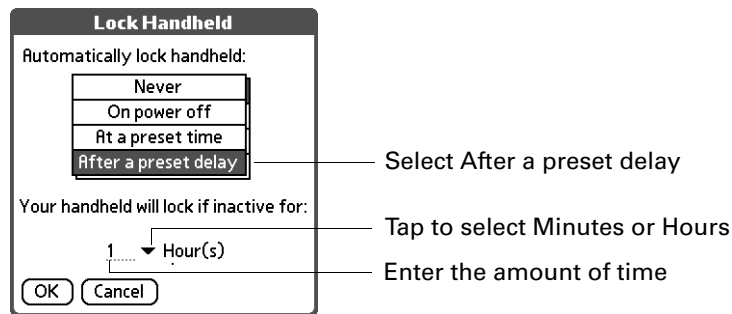 Lock Handheld
Automatically lock handheld:
Never
On power off
At a preset time
After a preset delay
Select After a preset delay
Your handheld will lock if inactive for:
Tap to select Minutes or Hours
1 Hour(s)
Enter the amount of time
OK Cancel